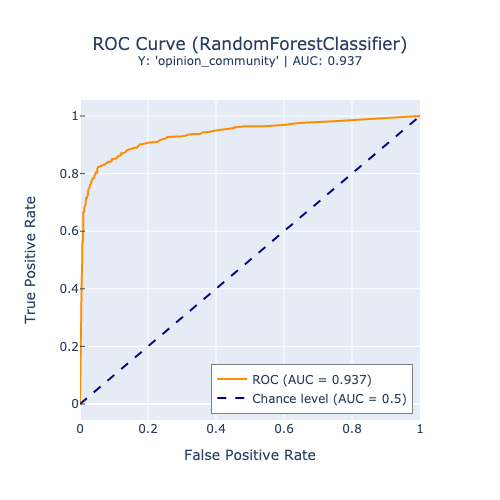 ROC Curve (RandomForestClassifier)
Y: 'opinion_community' | AUC: 0.937
True Positive Rate
1
0.8
0.6
0.4
0.2
0
ROC (AUC = 0.937)
Chance level (AUC = 0.5)
0 0.2 0.4 0.6 0.8 1
False Positive Rate